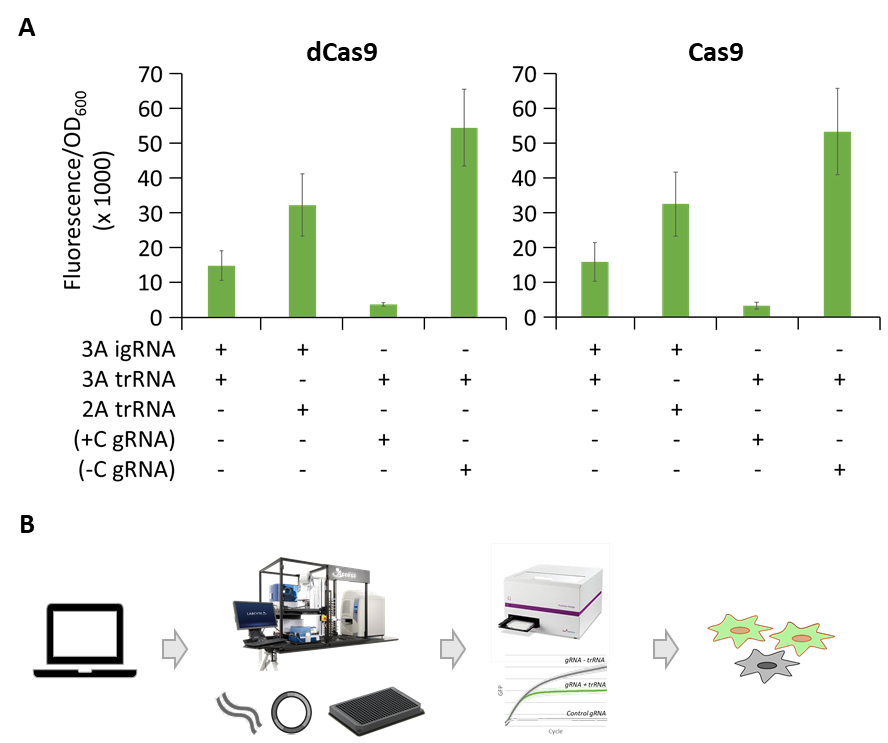 A
dCas9
Cas9
Fluorescence/OD600
(x 1000)
70
60
50
40
30
20
10
0
70
60
50
40
30
20
10
0
3A igRNA + + - - + + - -
3A trRNA + - + + + - + +
2A trRNA - + - - - + - -
(+C gRNA) - - + - - - + -
(-C gRNA) - - - + - - - +
B
LABCYTE
gRNA - trRNA
gRNA + trRNA
Control gRNA
GFP
Cycle